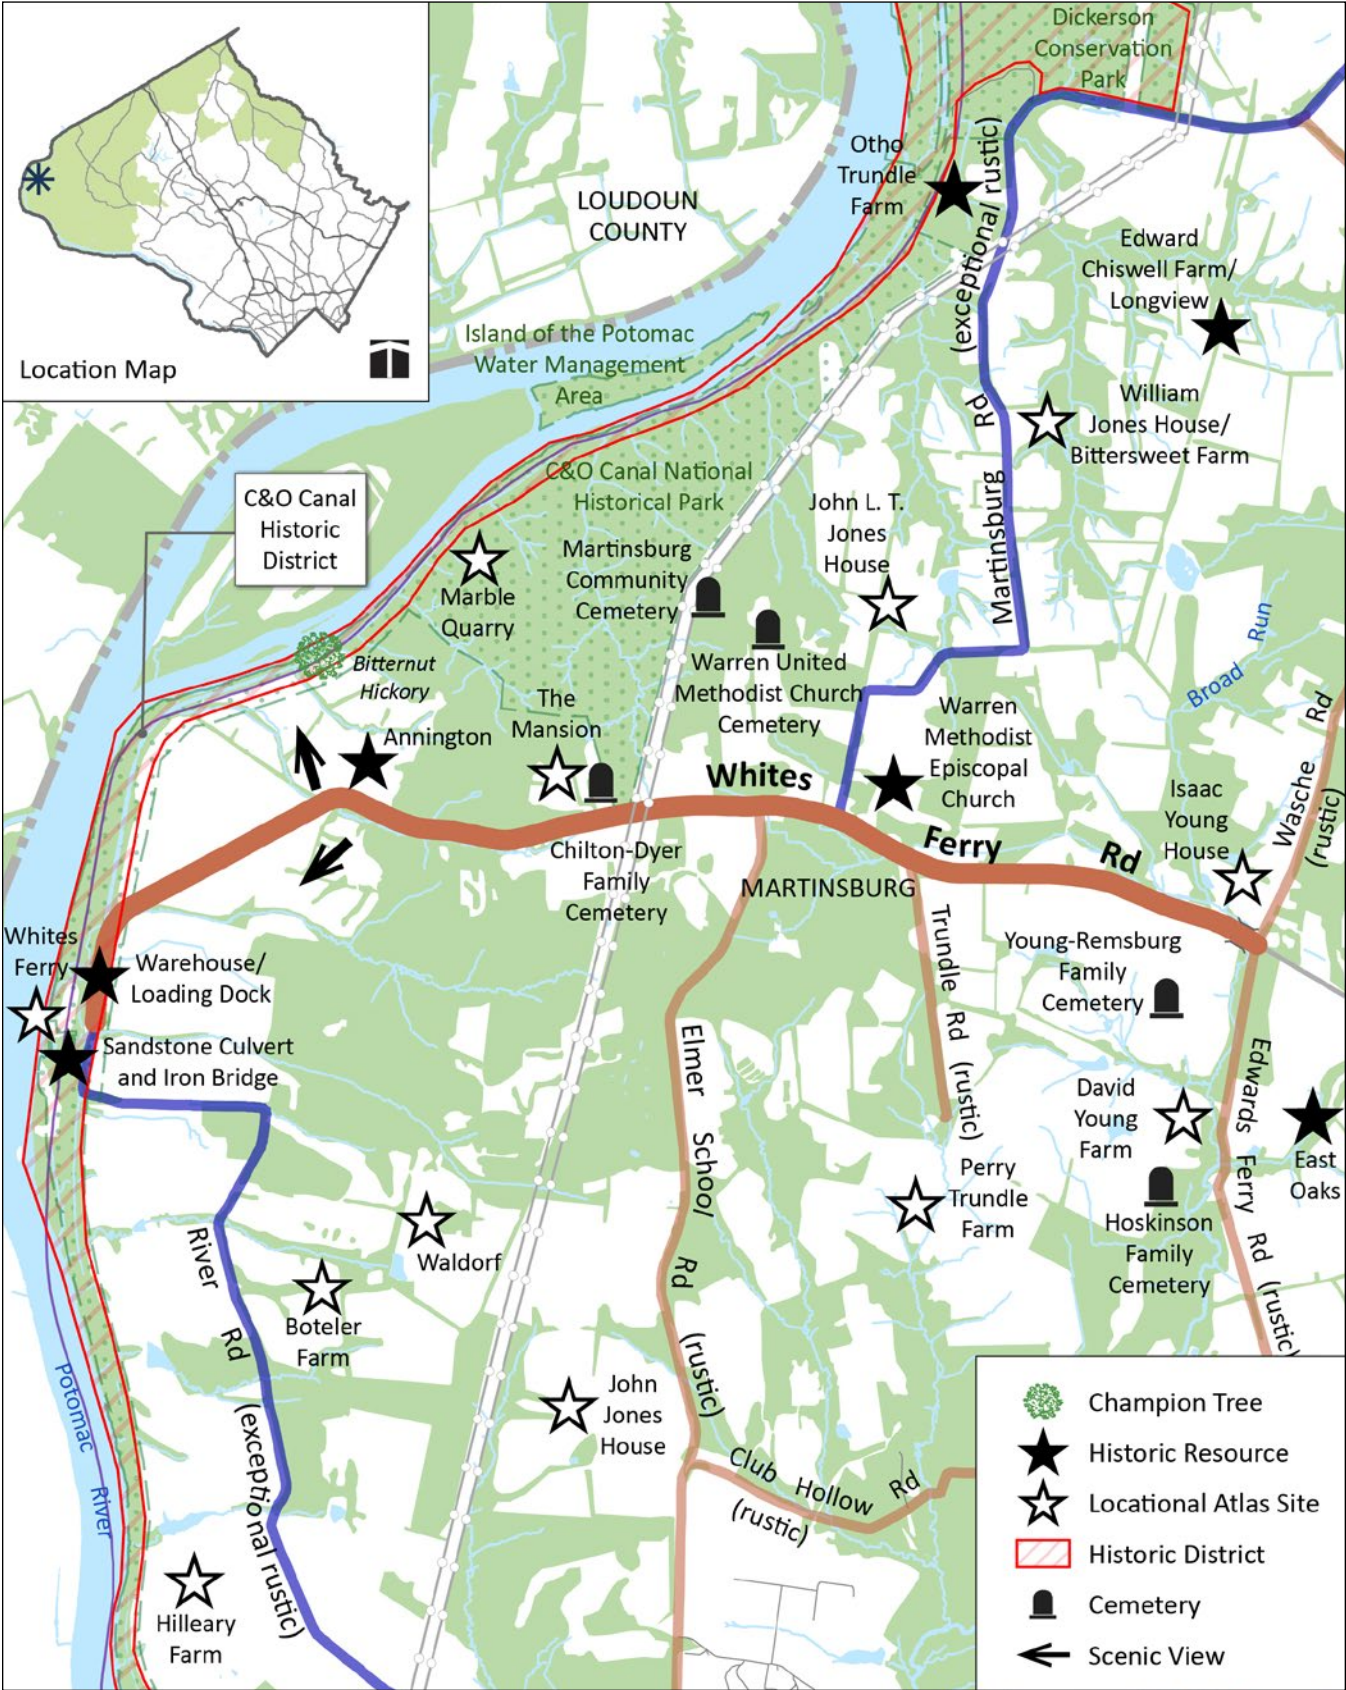 Location Map
Dickerson
Conservation
Park
LOUDOUN
COUNTY
Otho
Trundle
Farm
(exceptional rustic)
Edward
Chiswell Farm/
Longview
Island of the Potomac
Water Management
Area
William
Jones House/
Bittersweet Farm
Martinsburg Rd
C&O Canal National
Historical Park
C&O Canal
Historic
District
John L. T.
Jones
House
Martinsburg
Community
Cemetery
Marble
Quarry
Bitternut
Hickory
Warren United
Methodist Church
Cemetery
Broad Run
The
Mansion
Annington
Warren
Methodist
Episcopal
Church
Whites Ferry Rd
Isaac
Young
House
Wasche Rd
(rustic)
Chilton-Dyer
Family
Cemetery
MARTINSBURG
Whites
Ferry
Warehouse/
Loading Dock
Trundle Rd (rustic)
Young-Remsburg
Family
Cemetery
Sandstone Culvert
and Iron Bridge
Elmer School Rd (rustic)
David
Young
Farm
Edwards Ferry Rd (rustic)
East
Oaks
Perry
Trundle
Farm
Hoskinson
Family
Cemetery
River Rd (exceptional rustic)
Waldorf
Boteler
Farm
Potomac River
John
Jones
House
Club Hollow Rd
(rustic)
Hilleary
Farm
Champion Tree
Historic Resource
Locational Atlas Site
Historic District
Cemetery
Scenic View